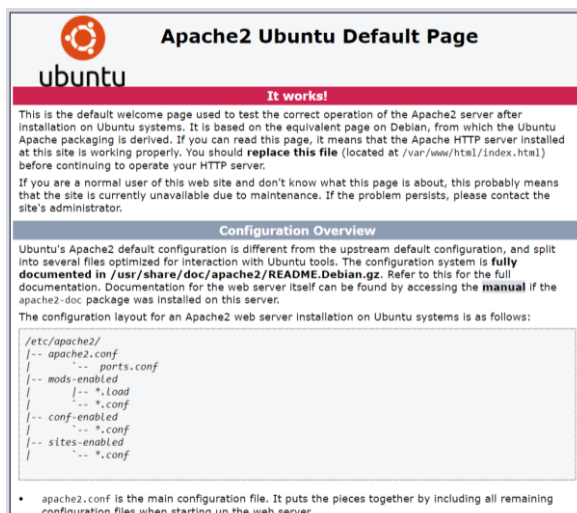 ubuntu
Apache2 Ubuntu Default Page
It works!
This is the default welcome page used to test the correct operation of the Apache2 server after
installation on Ubuntu systems. It is based on the equivalent page on Debian, from which the Ubuntu
Apache packaging is derived. If you can read this page, it means that the Apache HTTP server installed
at this site is working properly. You should replace this file (located at /var/www/html/index.html)
before continuing to operate your HTTP server.
If you are a normal user of this web site and don't know what this page is about, this probably means
that the site is currently unavailable due to maintenance. If the problem persists, please contact the
site's administrator.
Configuration Overview
Ubuntu's Apache2 default configuration is different from the upstream default configuration, and split
into several files optimized for interaction with Ubuntu tools. The configuration system is fully
documented in /usr/share/doc/apache2/README.Debian.gz. Refer to this for the full
documentation. Documentation for the web server itself can be found by accessing the manual if the
apache2-doc package was installed on this server.
The configuration layout for an Apache2 web server installation on Ubuntu systems is as follows:
/etc/apache2/
|-- apache2.conf
|       `--  ports.conf
|-- mods-enabled
|       |-- *.load
|       `-- *.conf
|-- conf-enabled
|       `-- *.conf
|-- sites-enabled
|       `-- *.conf
• apache2.conf is the main configuration file. It puts the pieces together by including all remaining
configuration files when starting up the web server.